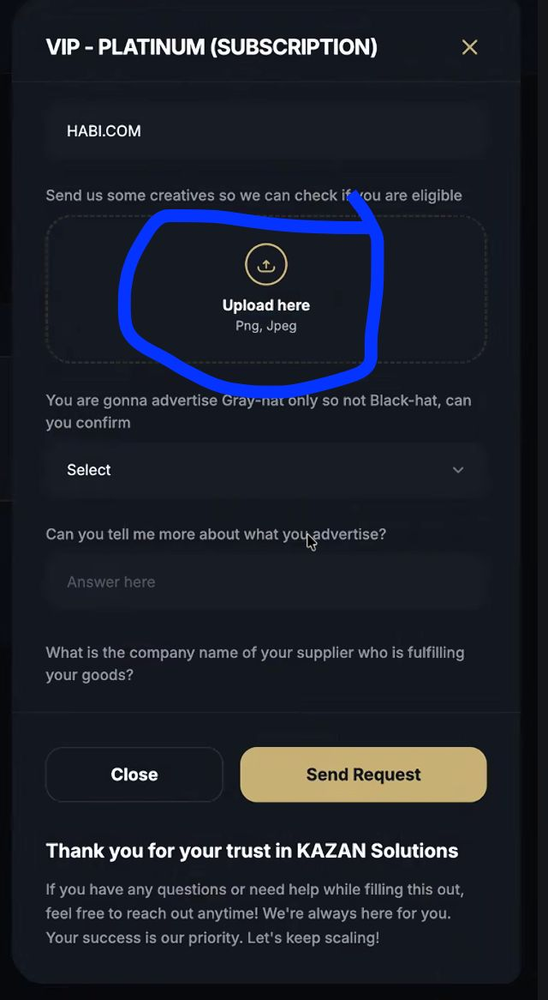 VIP - PLATINUM (SUBSCRIPTION)
HABI.COM
Send us some creatives so we can check if you are eligible
Upload here
Png, Jpeg
You are gonna advertise Gray-hat only so not Black-hat, can
you confirm
Select
Can you tell me more about what you advertise?
Answer here
What is the company name of your supplier who is fulfilling
your goods?
Close
Send Request
Thank you for your trust in KAZAN Solutions
If you have any questions or need help while filling this out,
feel free to reach out anytime! We're always here for you.
Your success is our priority. Let's keep scaling!